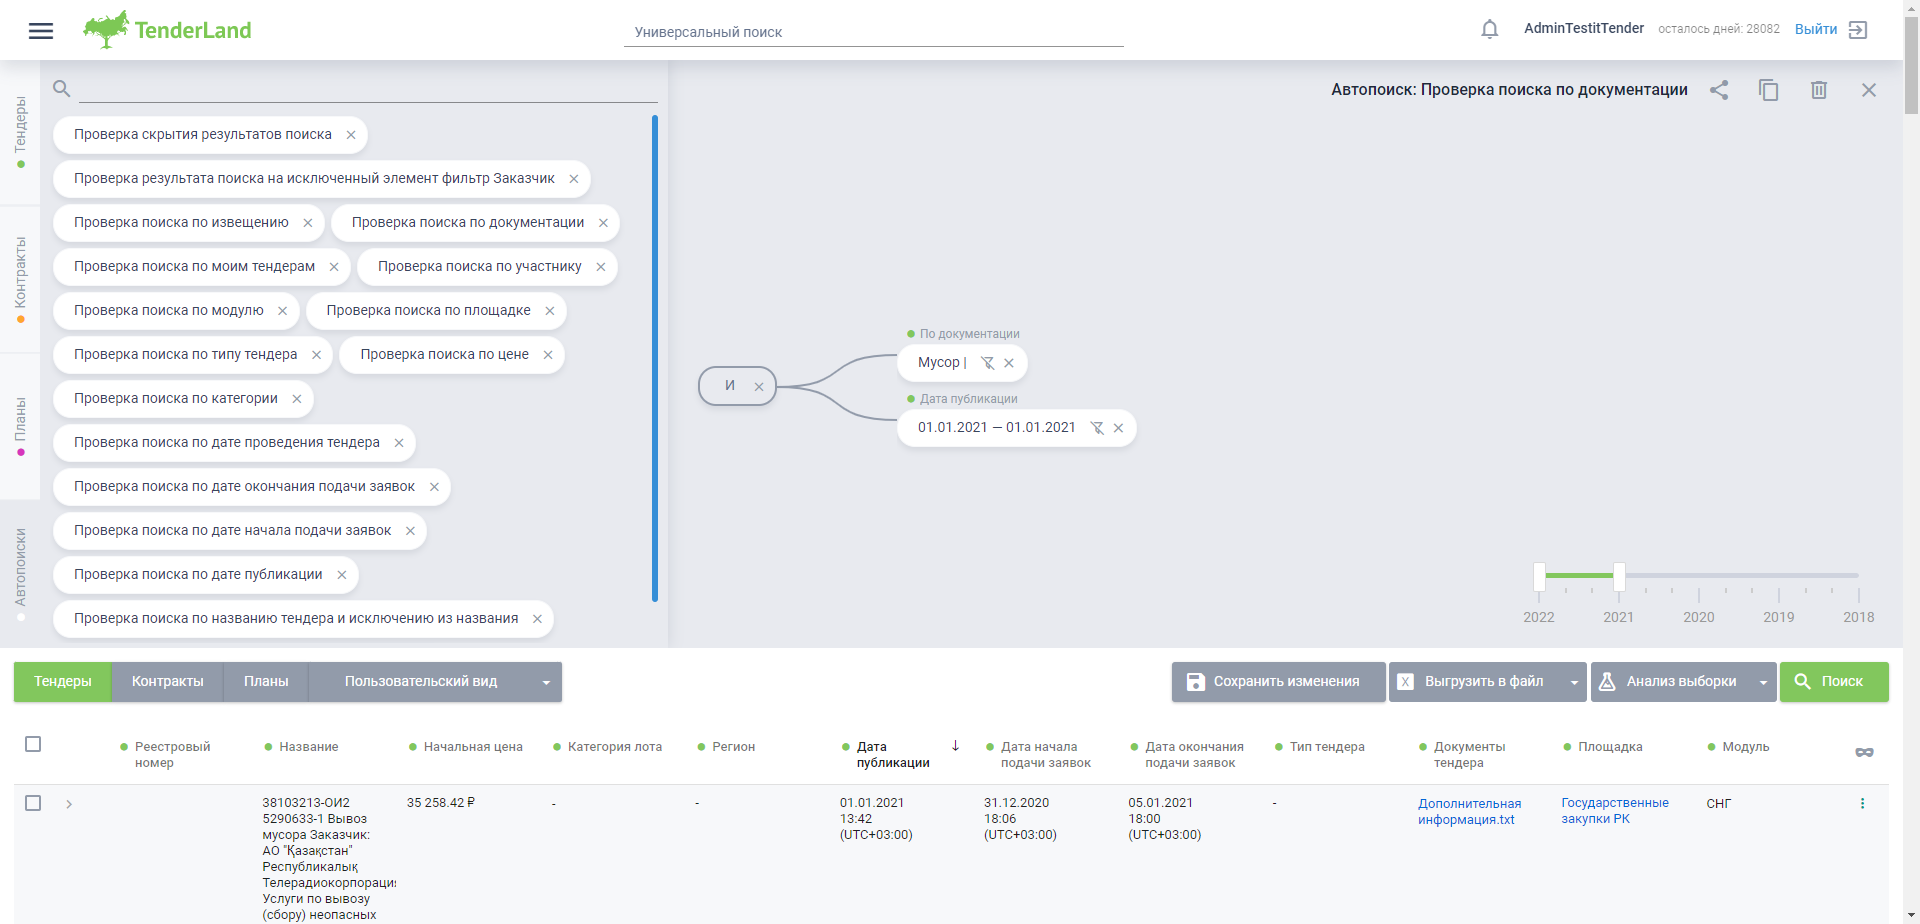 TenderLand
Универсальный поиск
AdminTestitTender
осталось дней: 28082
Выйти
Тендеры
Контракты
Планы
Автопоиски
Проверка скрытия результатов поиска
Проверка результата поиска на исключенный элемент фильтр Заказчик
Проверка поиска по извещению
Проверка поиска по документации
Проверка поиска по моим тендерам
Проверка поиска по участнику
Проверка поиска по модулю
Проверка поиска по площадке
Проверка поиска по типу тендера
Проверка поиска по цене
Проверка поиска по категории
Проверка поиска по дате проведения тендера
Проверка поиска по дате окончания подачи заявок
Проверка поиска по дате начала подачи заявок
Проверка поиска по дате публикации
Проверка поиска по названию тендера и исключению из названия
Автопоиск: Проверка поиска по документации
И
По документации
Мусор |
Дата публикации
01.01.2021 — 01.01.2021
2022
2021
2020
2019
2018
Тендеры
Контракты
Планы
Пользовательский вид
Сохранить изменения
X Выгрузить в файл
Анализ выборки
Поиск
Реестровый
номер
Название
Начальная цена
Категория лота
Регион
Дата
публикации
Дата начала
подачи заявок
Дата окончания
подачи заявок
Тип тендера
Документы
тендера
Площадка
Модуль
38103213-ОИ2
5290633-1 Вывоз
мусора Заказчик:
АО "Қазақстан"
Республикалық
Телерадиокорпорация
Услуги по вывозу
(сбору) неопасных
35 258.42 ₽
-
-
01.01.2021
13:42
(UTC+03:00)
31.12.2020
18:06
(UTC+03:00)
05.01.2021
18:00
(UTC+03:00)
-
Дополнительная
информация.txt
Государственные
закупки РК
СНГ